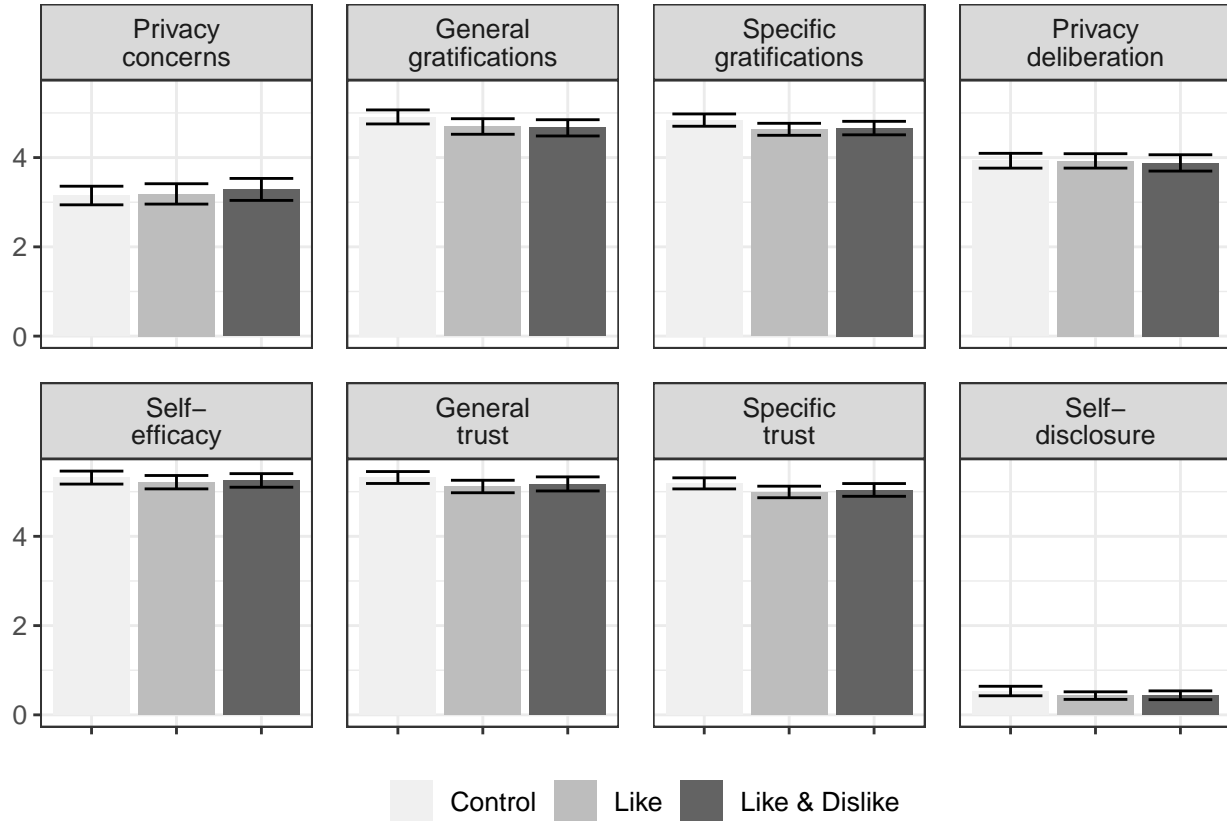 Privacy
concerns
General
gratifications
Specific
gratifications
Privacy
deliberation
4
2
0
Self−
efficacy
General
trust
Specific
trust
Self−
disclosure
4
2
0
Control
Like
Like & Dislike